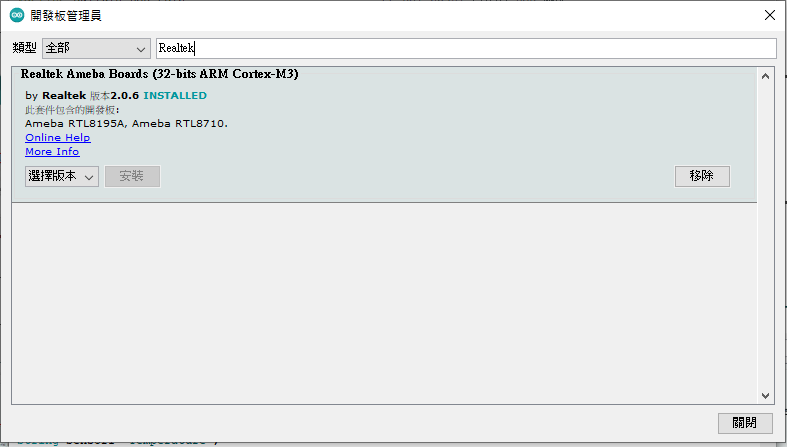 開發板管理員
類型 全部 Realtek
Realtek Ameba Boards (32-bits ARM Cortex-M3)
by Realtek 版本2.0.6 INSTALLED
此套件包含的開發板:
Ameba RTL8195A, Ameba RTL8710.
Online Help
More Info
選擇版本 安裝 移除
關閉